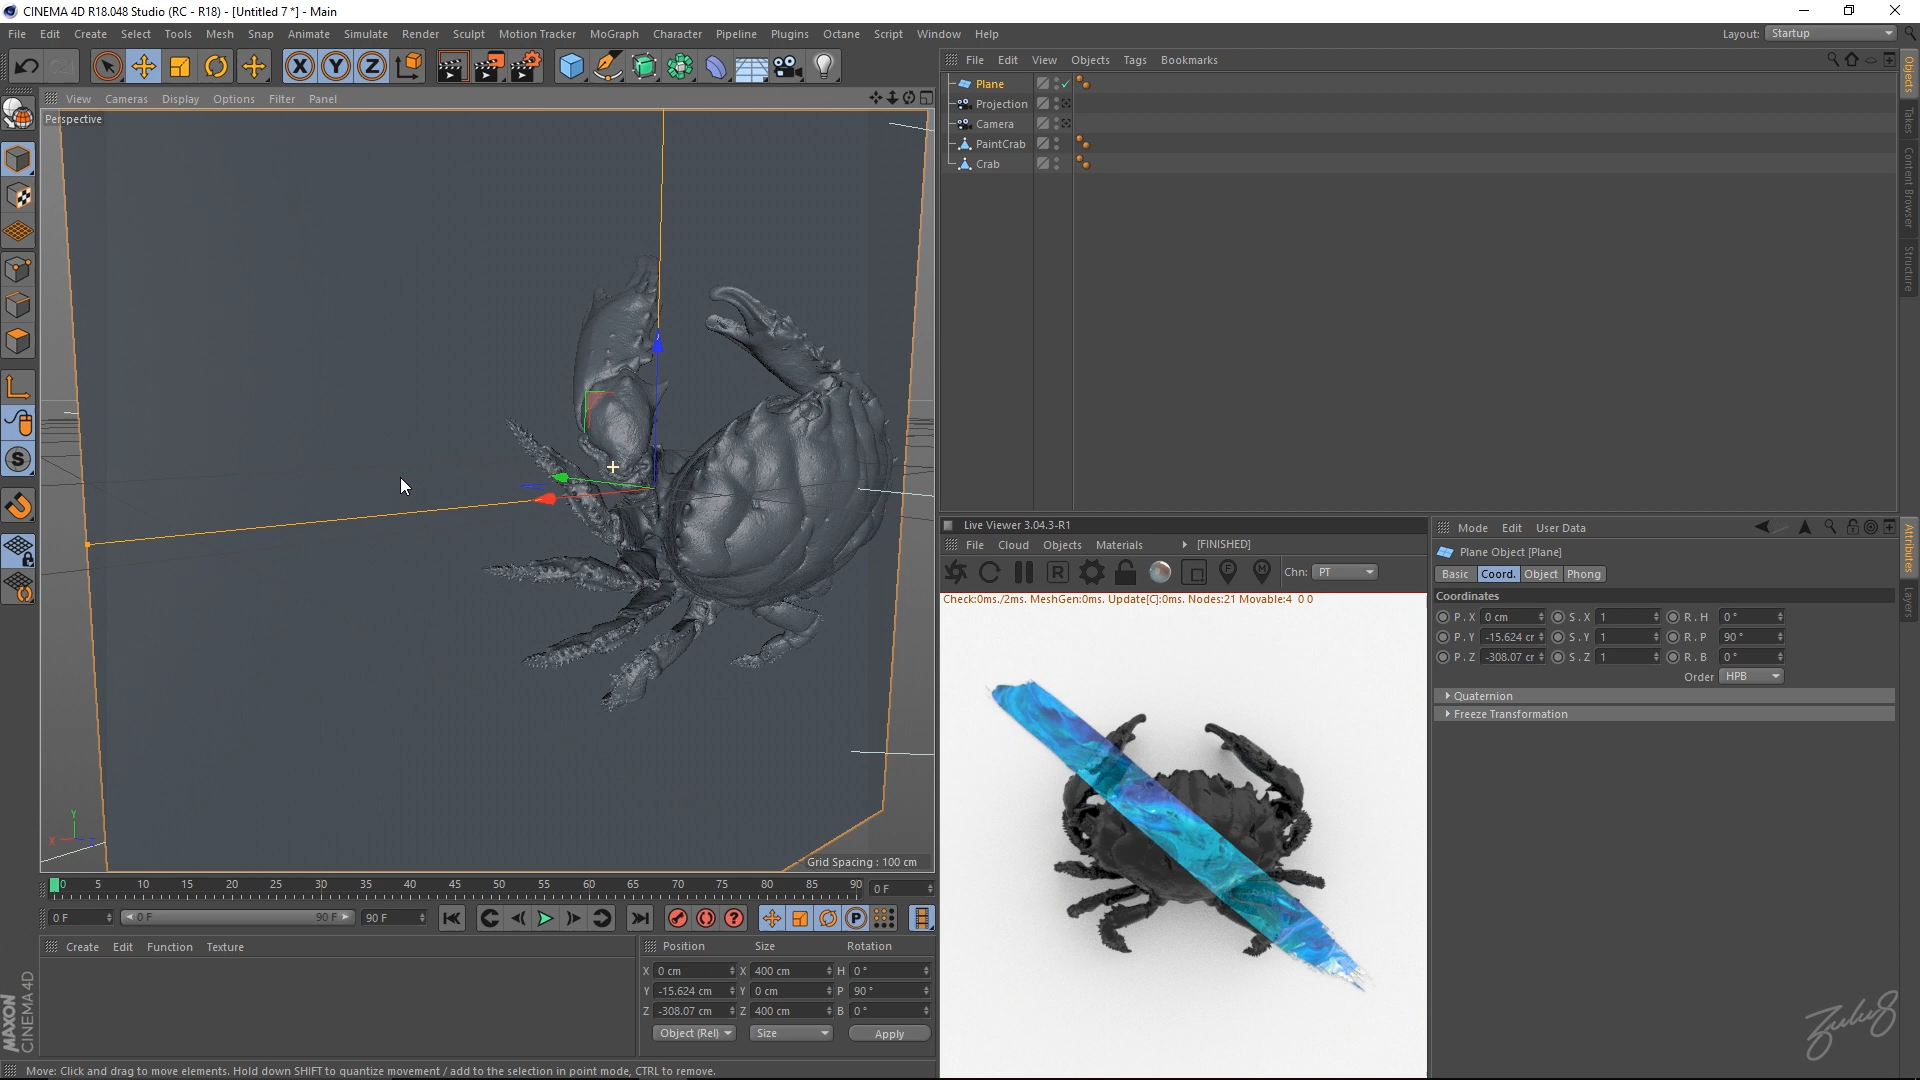 CINEMA 4D R18.048 Studio (RC - R18) - [Untitled 7 *] - Main
File Edit Create Select Tools Mesh Snap Animate Simulate Render Sculpt Motion Tracker MoGraph Character Pipeline Plugins Octane Script Window Help
Layout: Startup
File Edit View Objects Tags Bookmarks
Plane
Projection
Camera
PaintCrab
Crab
Objects
Takes
Content Browser
Structure
View Cameras Display Options Filter Panel
Perspective
Grid Spacing : 100 cm
Y
X
Live Viewer 3.04.3-R1
File Cloud Objects Materials [FINISHED]
Chn: PT
Check:0ms./2ms. MeshGen:0ms. Update[C]:0ms. Nodes:21 Movable:4 0 0
Mode Edit User Data
Plane Object [Plane]
Basic Coord. Object Phong
Coordinates
P . X 0 cm S . X 1 R . H 0 °
P . Y -15.624 cr S . Y 1 R . P 90 °
P . Z -308.07 cr S . Z 1 R . B 0 °
Order HPB
Quaternion
Freeze Transformation
Attributes
Layers
0 5 10 15 20 25 30 35 40 45 50 55 60 65 70 75 80 85 90 0 F
0 F 0 F 90 F 90 F
Create Edit Function Texture
Position Size Rotation
X 0 cm X 400 cm H 0 °
Y -15.624 cm Y 0 cm P 90 °
Z -308.07 cm Z 400 cm B 0 °
Object (Rel) Size Apply
MAXON
CINEMA 4D
Move: Click and drag to move elements. Hold down SHIFT to quantize movement / add to the selection in point mode, CTRL to remove.
Zulu8